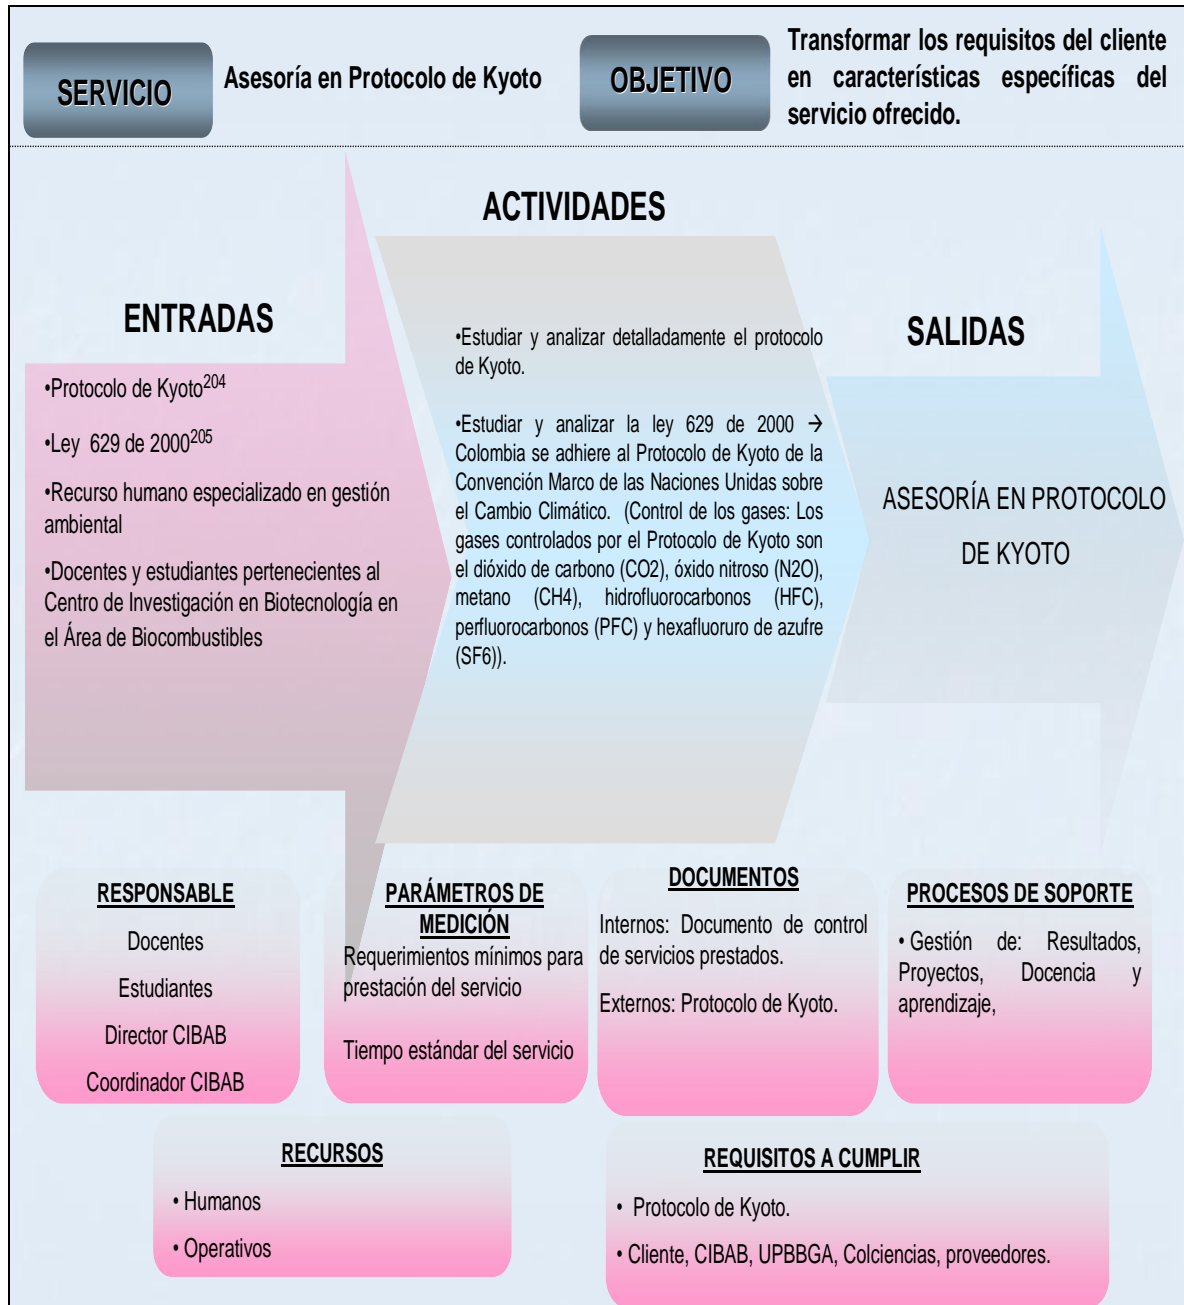 SERVICIO
Asesoría en Protocolo de Kyoto
OBJETIVO
Transformar los requisitos del cliente
en características específicas del
servicio ofrecido.
ACTIVIDADES
ENTRADAS
•Protocolo de Kyoto204
•Ley 629 de 2000205
•Recurso humano especializado en gestión
ambiental
•Docentes y estudiantes pertenecientes al
Centro de Investigación en Biotecnología en
el Área de Biocombustibles
•Estudiar y analizar detalladamente el protocolo
de Kyoto.
•Estudiar y analizar la ley 629 de 2000 →
Colombia se adhiere al Protocolo de Kyoto de la
Convención Marco de las Naciones Unidas sobre
el Cambio Climático. (Control de los gases: Los
gases controlados por el Protocolo de Kyoto son
el dióxido de carbono (CO2), óxido nitroso (N2O),
metano (CH4), hidrofluorocarbonos (HFC),
perfluorocarbonos (PFC) y hexafluoruro de azufre
(SF6)).
SALIDAS
ASESORÍA EN PROTOCOLO
DE KYOTO
RESPONSABLE
Docentes
Estudiantes
Director CIBAB
Coordinador CIBAB
PARÁMETROS DE
MEDICIÓN
Requerimientos mínimos para
prestación del servicio
Tiempo estándar del servicio
DOCUMENTOS
Internos: Documento de control
de servicios prestados.
Externos: Protocolo de Kyoto.
PROCESOS DE SOPORTE
• Gestión de: Resultados,
Proyectos, Docencia y
aprendizaje,
RECURSOS
• Humanos
• Operativos
REQUISITOS A CUMPLIR
• Protocolo de Kyoto.
• Cliente, CIBAB, UPBBGA, Colciencias, proveedores.